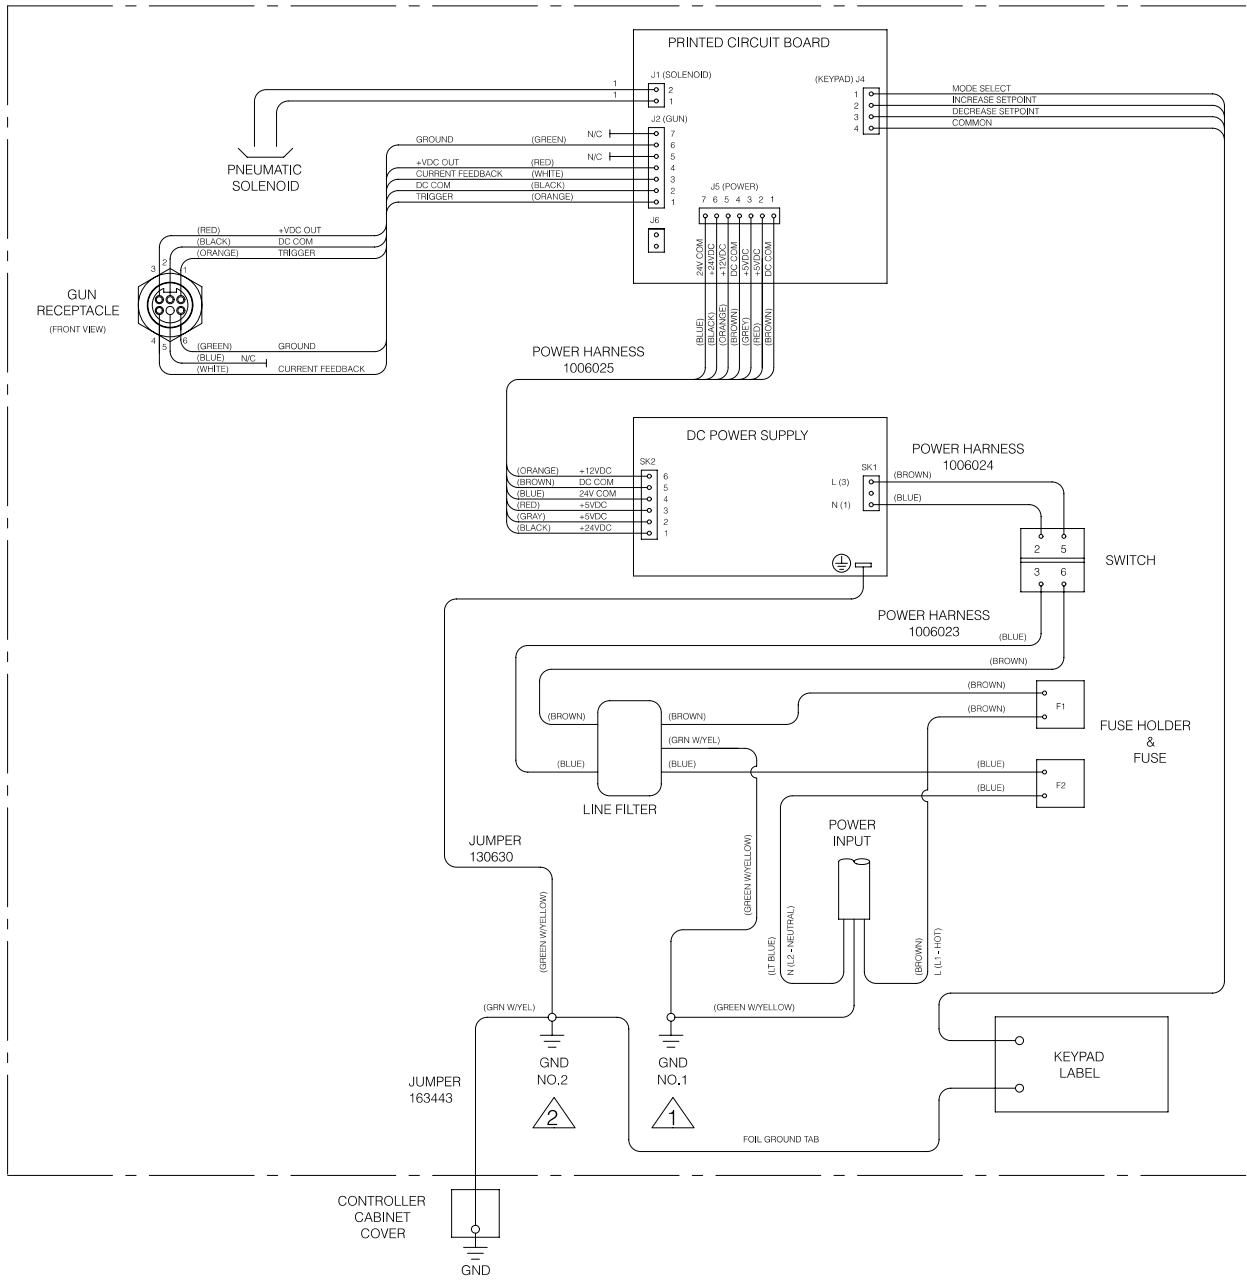 PRINTED CIRCUIT BOARD
J1 (SOLENOID)
1
2
1
1
(KEYPAD) J4
1
MODE SELECT
2
INCREASE SETPOINT
3
DECREASE SETPOINT
4
COMMON
PNEUMATIC
SOLENOID
J2 (GUN)
N/C
7
GROUND
(GREEN)
6
N/C
5
+VDC OUT
(RED)
4
CURRENT FEEDBACK
(WHITE)
3
DC COM
(BLACK)
2
TRIGGER
(ORANGE)
1
J6
J5 (POWER)
7 6 5 4 3 2 1
24V COM
+24VDC
+12VDC
DC COM
+5VDC
+5VDC
DC COM
(BLUE)
(BLACK)
(ORANGE)
(BROWN)
(GREY)
(RED)
(BROWN)
(RED)
+VDC OUT
(BLACK)
DC COM
(ORANGE)
TRIGGER
3
2
1
GUN
RECEPTACLE
(FRONT VIEW)
4
5
6
(GREEN)
GROUND
(BLUE)
N/C
(WHITE)
CURRENT FEEDBACK
POWER HARNESS
1006025
DC POWER SUPPLY
SK2
(ORANGE)
+12VDC
6
(BROWN)
DC COM
5
(BLUE)
24V COM
4
(RED)
+5VDC
3
(GRAY)
+5VDC
2
(BLACK)
+24VDC
1
SK1
L (3)
N (1)
POWER HARNESS
1006024
(BROWN)
(BLUE)
2 5
3 6
SWITCH
POWER HARNESS
1006023
(BLUE)
(BROWN)
(BROWN)
(BROWN)
F1
FUSE HOLDER
&
FUSE
(BLUE)
(BLUE)
F2
(BROWN)
(BROWN)
(GRN W/YEL)
(BLUE)
(BLUE)
LINE FILTER
POWER
INPUT
JUMPER
130630
(GREEN W/YELLOW)
(GREEN W/YELLOW)
(LT BLUE)
N (L2 - NEUTRAL)
(BROWN)
L (L1 - HOT)
(GRN W/YEL)
(GREEN W/YELLOW)
GND
NO.2
2
GND
NO.1
1
JUMPER
163443
KEYPAD
LABEL
FOIL GROUND TAB
CONTROLLER
CABINET
COVER
GND